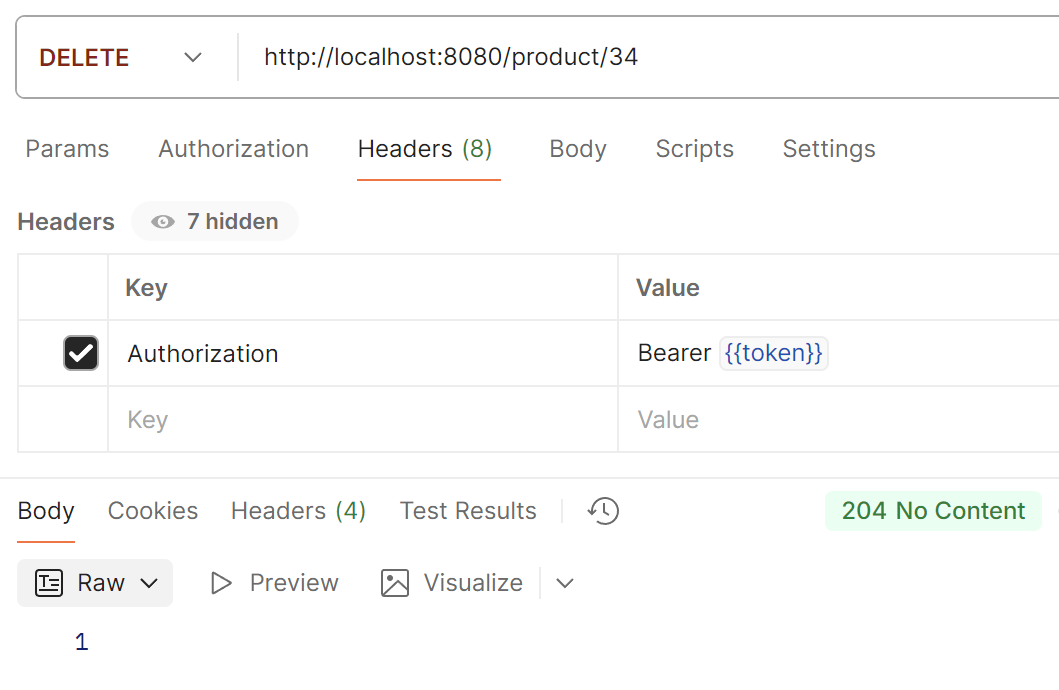 DELETE http://localhost:8080/product/34
Params Authorization Headers (8) Body Scripts Settings
Headers 7 hidden
Key Value
Authorization Bearer {{token}}
Key Value
Body Cookies Headers (4) Test Results 204 No Content
Raw Preview Visualize
1